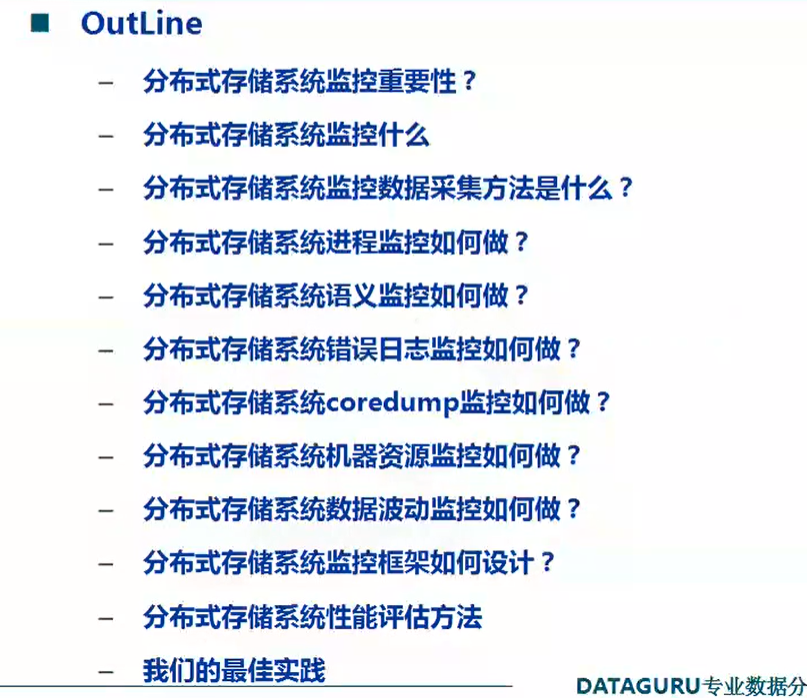 ■ OutLine
– 分布式存储系统监控重要性？
– 分布式存储系统监控什么
– 分布式存储系统监控数据采集方法是什么？
– 分布式存储系统进程监控如何做？
– 分布式存储系统语义监控如何做？
– 分布式存储系统错误日志监控如何做？
– 分布式存储系统coredump监控如何做？
– 分布式存储系统机器资源监控如何做？
– 分布式存储系统数据波动监控如何做？
– 分布式存储系统监控框架如何设计？
– 分布式存储系统性能评估方法
– 我们的最佳实践
DATAGURU专业数据分